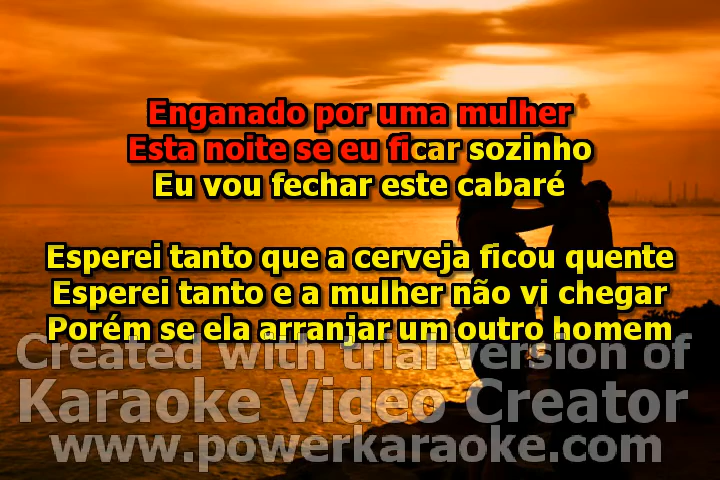 Enganado por uma mulher
Esta noite se eu ficar sozinho
Eu vou fechar este cabaré
Esperei tanto que a cerveja ficou quente
Esperei tanto e a mulher não vi chegar
Porém se ela arranjar um outro homem
Created with trial version of
Karaoke Video Creator
www.powerkaraoke.com